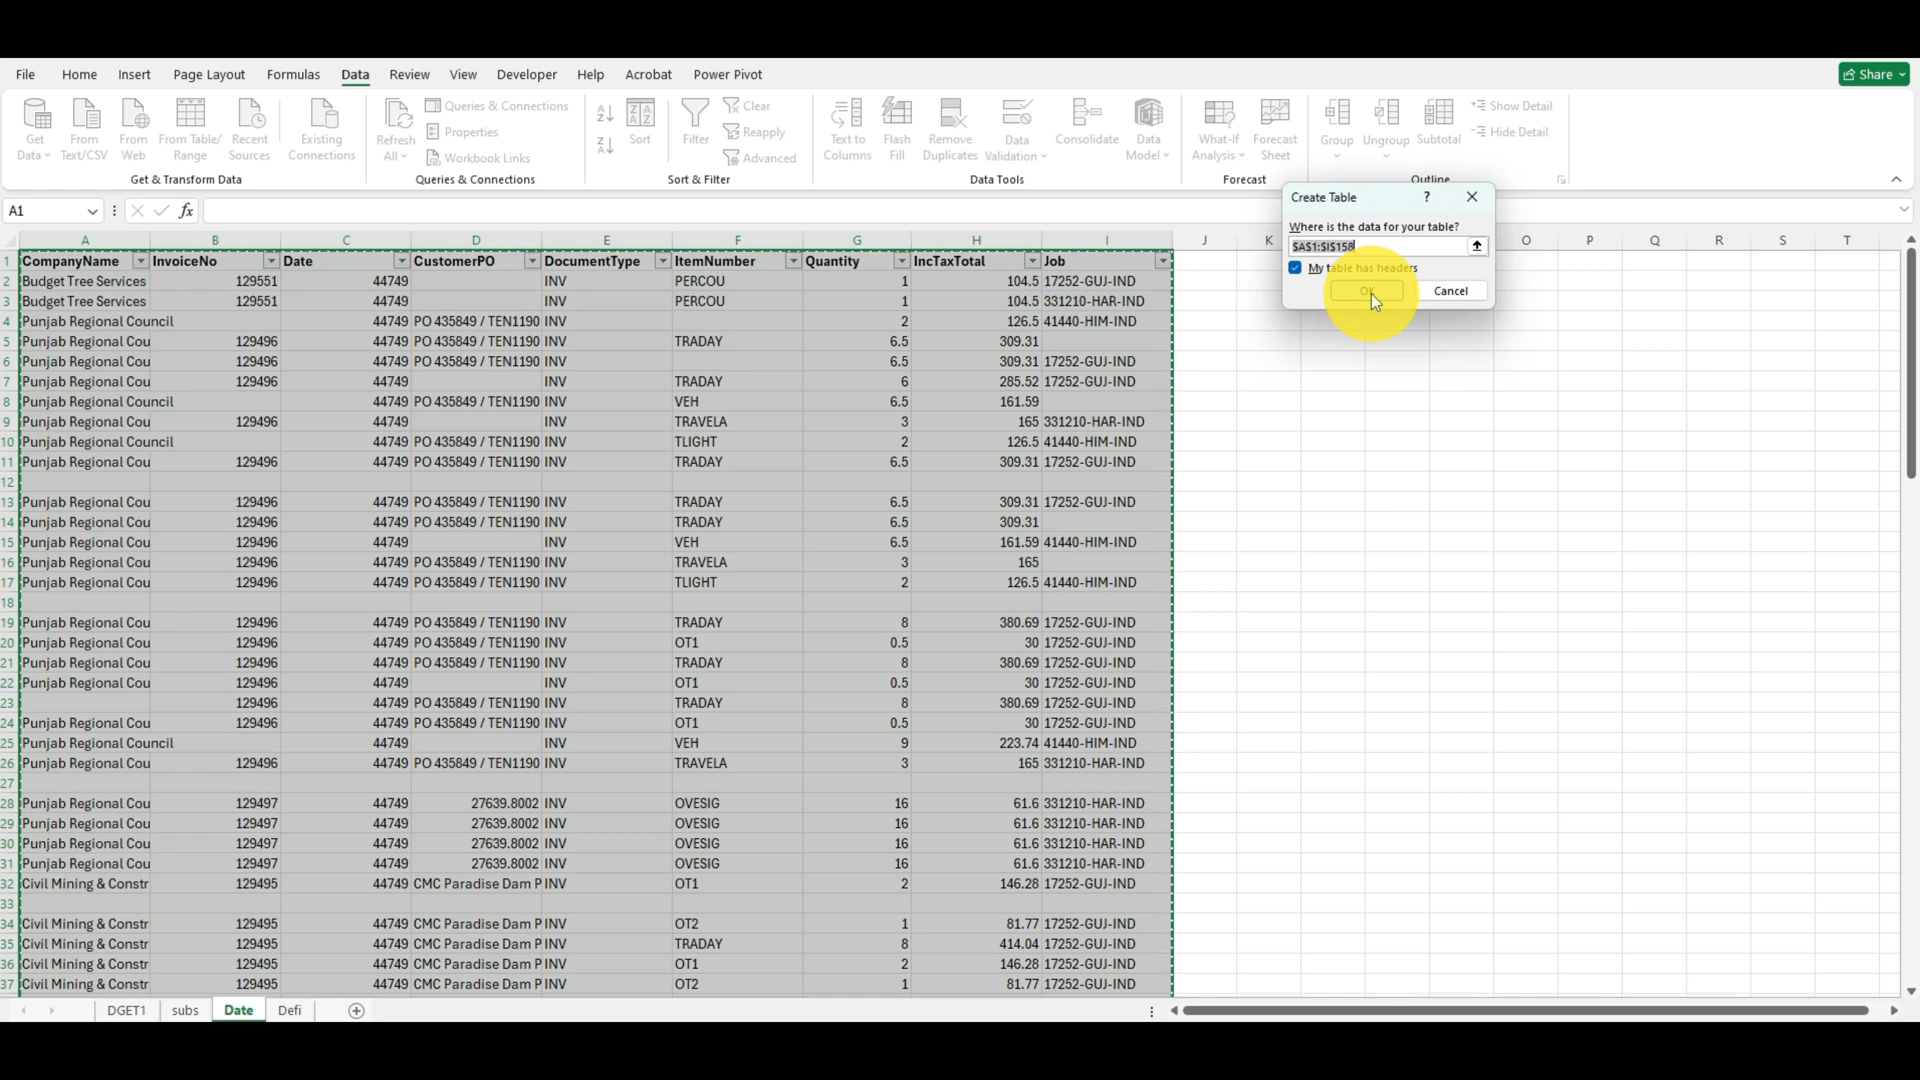 File Home Insert Page Layout Formulas Data Review View Developer Help Acrobat Power Pivot Share
Get Data From Text/CSV From Web From Table/ Range Recent Sources Existing Connections
Get & Transform Data
Refresh All Queries & Connections Properties Workbook Links
Queries & Connections
Sort Filter Clear Reapply Advanced
Sort & Filter
Text to Columns Flash Fill Remove Duplicates Data Validation Consolidate Data Model
Data Tools
What-If Analysis Forecast Sheet
Forecast
Group Ungroup Subtotal Show Detail Hide Detail
Outline
Create Table ? 
Where is the data for your table?
$A$1:$I$158
My table has headers
OK Cancel
A1 fx
A B C D E F G H I J K O P Q R S T
1 CompanyName InvoiceNo Date CustomerPO DocumentType ItemNumber Quantity IncTaxTotal Job
2 Budget Tree Services 129551 44749 INV PERCOU 1 104.5 17252-GUJ-IND
3 Budget Tree Services 129551 44749 INV PERCOU 1 104.5 331210-HAR-IND
4 Punjab Regional Council 44749 PO 435849 / TEN1190 INV 2 126.5 41440-HIM-IND
5 Punjab Regional Cou 129496 44749 PO 435849 / TEN1190 INV TRADAY 6.5 309.31
6 Punjab Regional Cou 129496 44749 PO 435849 / TEN1190 INV 6.5 309.31 17252-GUJ-IND
7 Punjab Regional Cou 129496 44749 INV TRADAY 6 285.52 17252-GUJ-IND
8 Punjab Regional Council 44749 PO 435849 / TEN1190 INV VEH 6.5 161.59
9 Punjab Regional Cou 129496 44749 INV TRAVELA 3 165 331210-HAR-IND
10 Punjab Regional Council 44749 PO 435849 / TEN1190 INV TLIGHT 2 126.5 41440-HIM-IND
11 Punjab Regional Cou 129496 44749 PO 435849 / TEN1190 INV TRADAY 6.5 309.31 17252-GUJ-IND
12
13 Punjab Regional Cou 129496 44749 PO 435849 / TEN1190 INV TRADAY 6.5 309.31 17252-GUJ-IND
14 Punjab Regional Cou 129496 44749 PO 435849 / TEN1190 INV TRADAY 6.5 309.31
15 Punjab Regional Cou 129496 44749 INV VEH 6.5 161.59 41440-HIM-IND
16 Punjab Regional Cou 129496 44749 PO 435849 / TEN1190 INV TRAVELA 3 165
17 Punjab Regional Cou 129496 44749 PO 435849 / TEN1190 INV TLIGHT 2 126.5 41440-HIM-IND
18
19 Punjab Regional Cou 129496 44749 PO 435849 / TEN1190 INV TRADAY 8 380.69 17252-GUJ-IND
20 Punjab Regional Cou 129496 44749 PO 435849 / TEN1190 INV OT1 0.5 30 17252-GUJ-IND
21 Punjab Regional Cou 129496 44749 PO 435849 / TEN1190 INV TRADAY 8 380.69 17252-GUJ-IND
22 Punjab Regional Cou 129496 44749 INV OT1 0.5 30 17252-GUJ-IND
23 129496 44749 PO 435849 / TEN1190 INV TRADAY 8 380.69 17252-GUJ-IND
24 Punjab Regional Cou 129496 44749 PO 435849 / TEN1190 INV OT1 0.5 30 17252-GUJ-IND
25 Punjab Regional Council 44749 INV VEH 9 223.74 41440-HIM-IND
26 Punjab Regional Cou 129496 44749 PO 435849 / TEN1190 INV TRAVELA 3 165 331210-HAR-IND
27
28 Punjab Regional Cou 129497 44749 27639.8002 INV OVESIG 16 61.6 331210-HAR-IND
29 Punjab Regional Cou 129497 44749 27639.8002 INV OVESIG 16 61.6 331210-HAR-IND
30 Punjab Regional Cou 129497 44749 27639.8002 INV OVESIG 16 61.6 331210-HAR-IND
31 Punjab Regional Cou 129497 44749 27639.8002 INV OVESIG 16 61.6 331210-HAR-IND
32 Civil Mining & Constr 129495 44749 CMC Paradise Dam P INV OT1 2 146.28 17252-GUJ-IND
33
34 Civil Mining & Constr 129495 44749 CMC Paradise Dam P INV OT2 1 81.77 17252-GUJ-IND
35 Civil Mining & Constr 129495 44749 CMC Paradise Dam P INV TRADAY 8 414.04 17252-GUJ-IND
36 Civil Mining & Constr 129495 44749 CMC Paradise Dam P INV OT1 2 146.28 17252-GUJ-IND
37 Civil Mining & Constr 129495 44749 CMC Paradise Dam P INV OT2 1 81.77 17252-GUJ-IND
DGET1 subs Date Defi